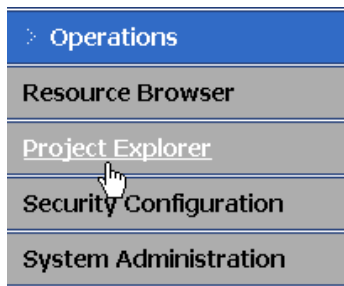 Operations
Resource Browser
Project Explorer
Security Configuration
System Administration